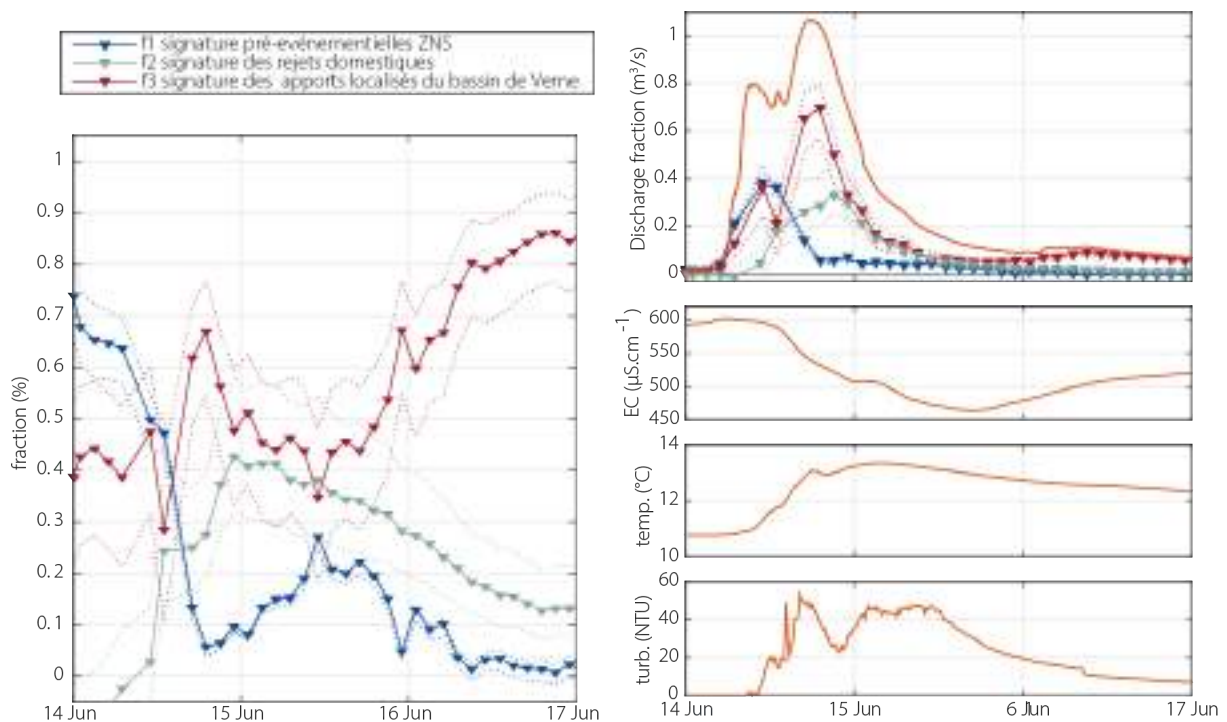 f1 signature pré-evénementielles ZNS
f2 signature des rejets domestiques
f3 signature des apports localisés du bassin de Verne
fraction (%)
1
0.9
0.8
0.7
0.6
0.5
0.4
0.3
0.2
0.1
0
14 Jun
15 Jun
16 Jun
17 Jun
Discharge fraction (m³/s)
1
0.8
0.6
0.4
0.2
0
EC (µS.cm⁻¹)
600
550
500
450
temp. (°C)
14
12
10
turb. (NTU)
60
40
20
0
14 Jun
15 Jun
6 Jun
17 Jun